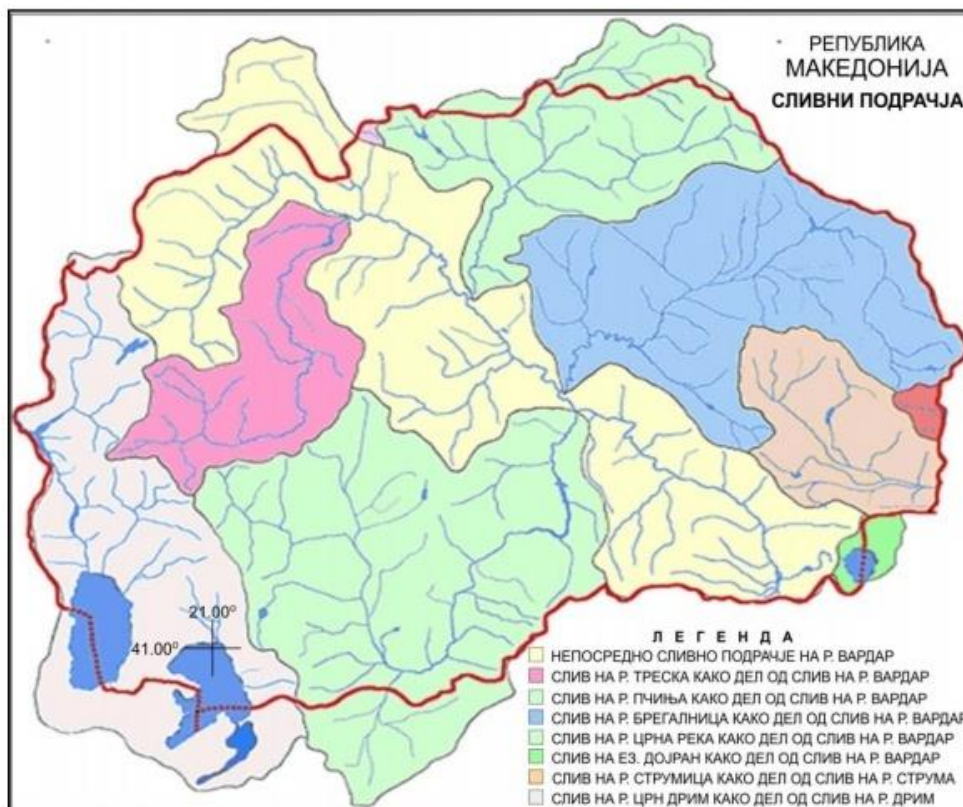 РЕПУБЛИКА
МАКЕДОНИЈА
СЛИВНИ ПОДРАЧЈА
21.00⁰
41.00⁰
Л Е Г Е Н Д А
НЕПОСРЕДНО СЛИВНО ПОДРАЧЈЕ НА Р. ВАРДАР
СЛИВ НА Р. ТРЕСКА КАКО ДЕЛ ОД СЛИВ НА Р. ВАРДАР
СЛИВ НА Р. ПЧИЊА КАКО ДЕЛ ОД СЛИВ НА Р. ВАРДАР
СЛИВ НА Р. БРЕГАЛНИЦА КАКО ДЕЛ ОД СЛИВ НА Р. ВАРДАР
СЛИВ НА Р. ЦРНА РЕКА КАКО ДЕЛ ОД СЛИВ НА Р. ВАРДАР
СЛИВ НА ЕЗ. ДОЈРАН КАКО ДЕЛ ОД СЛИВ НА Р. ВАРДАР
СЛИВ НА Р. СТРУМИЦА КАКО ДЕЛ ОД СЛИВ НА Р. СТРУМА
СЛИВ НА Р. ЦРН ДРИМ КАКО ДЕЛ ОД СЛИВ НА Р. ДРИМ